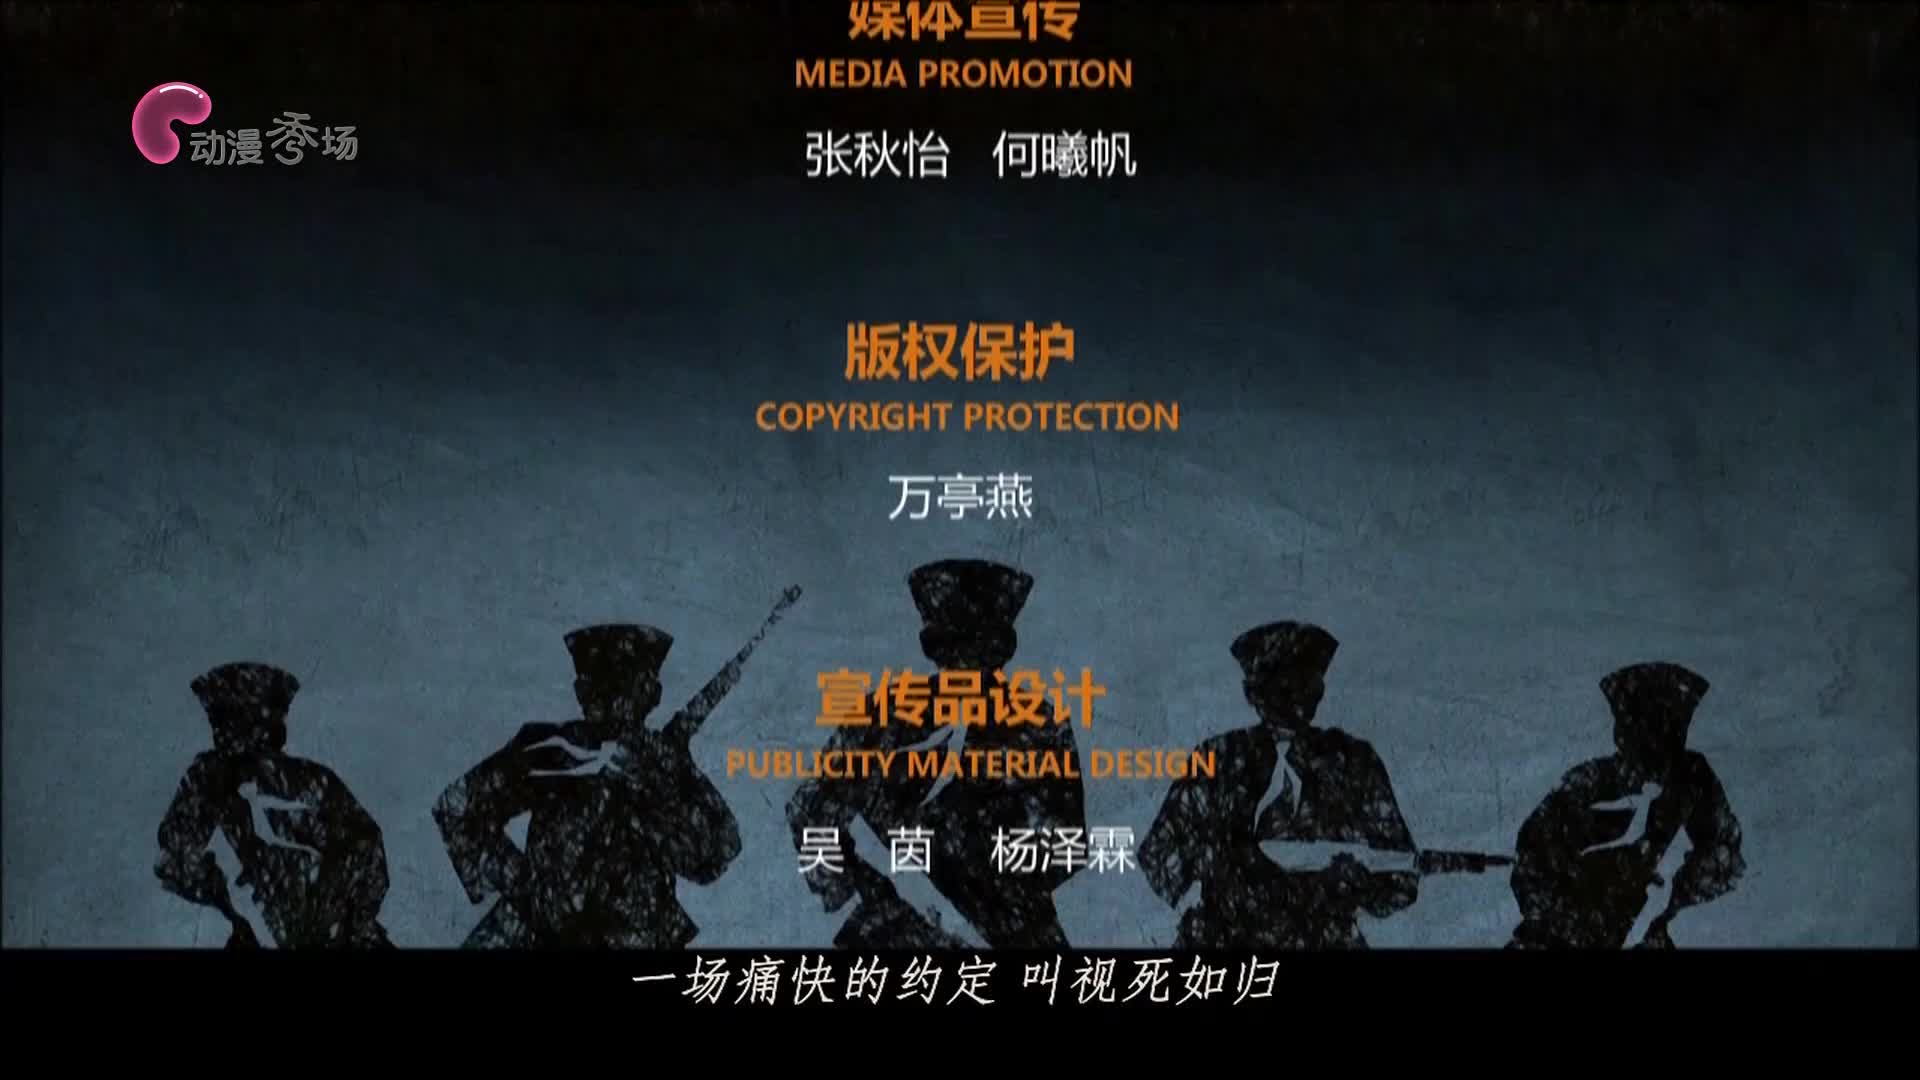 媒体宣传
MEDIA PROMOTION
动漫秀场
张秋怡 何曦帆
版权保护
COPYRIGHT PROTECTION
万亭燕
宣传品设计
PUBLICITY MATERIAL DESIGN
吴 茵 杨泽霖
一场痛快的约定 叫视死如归